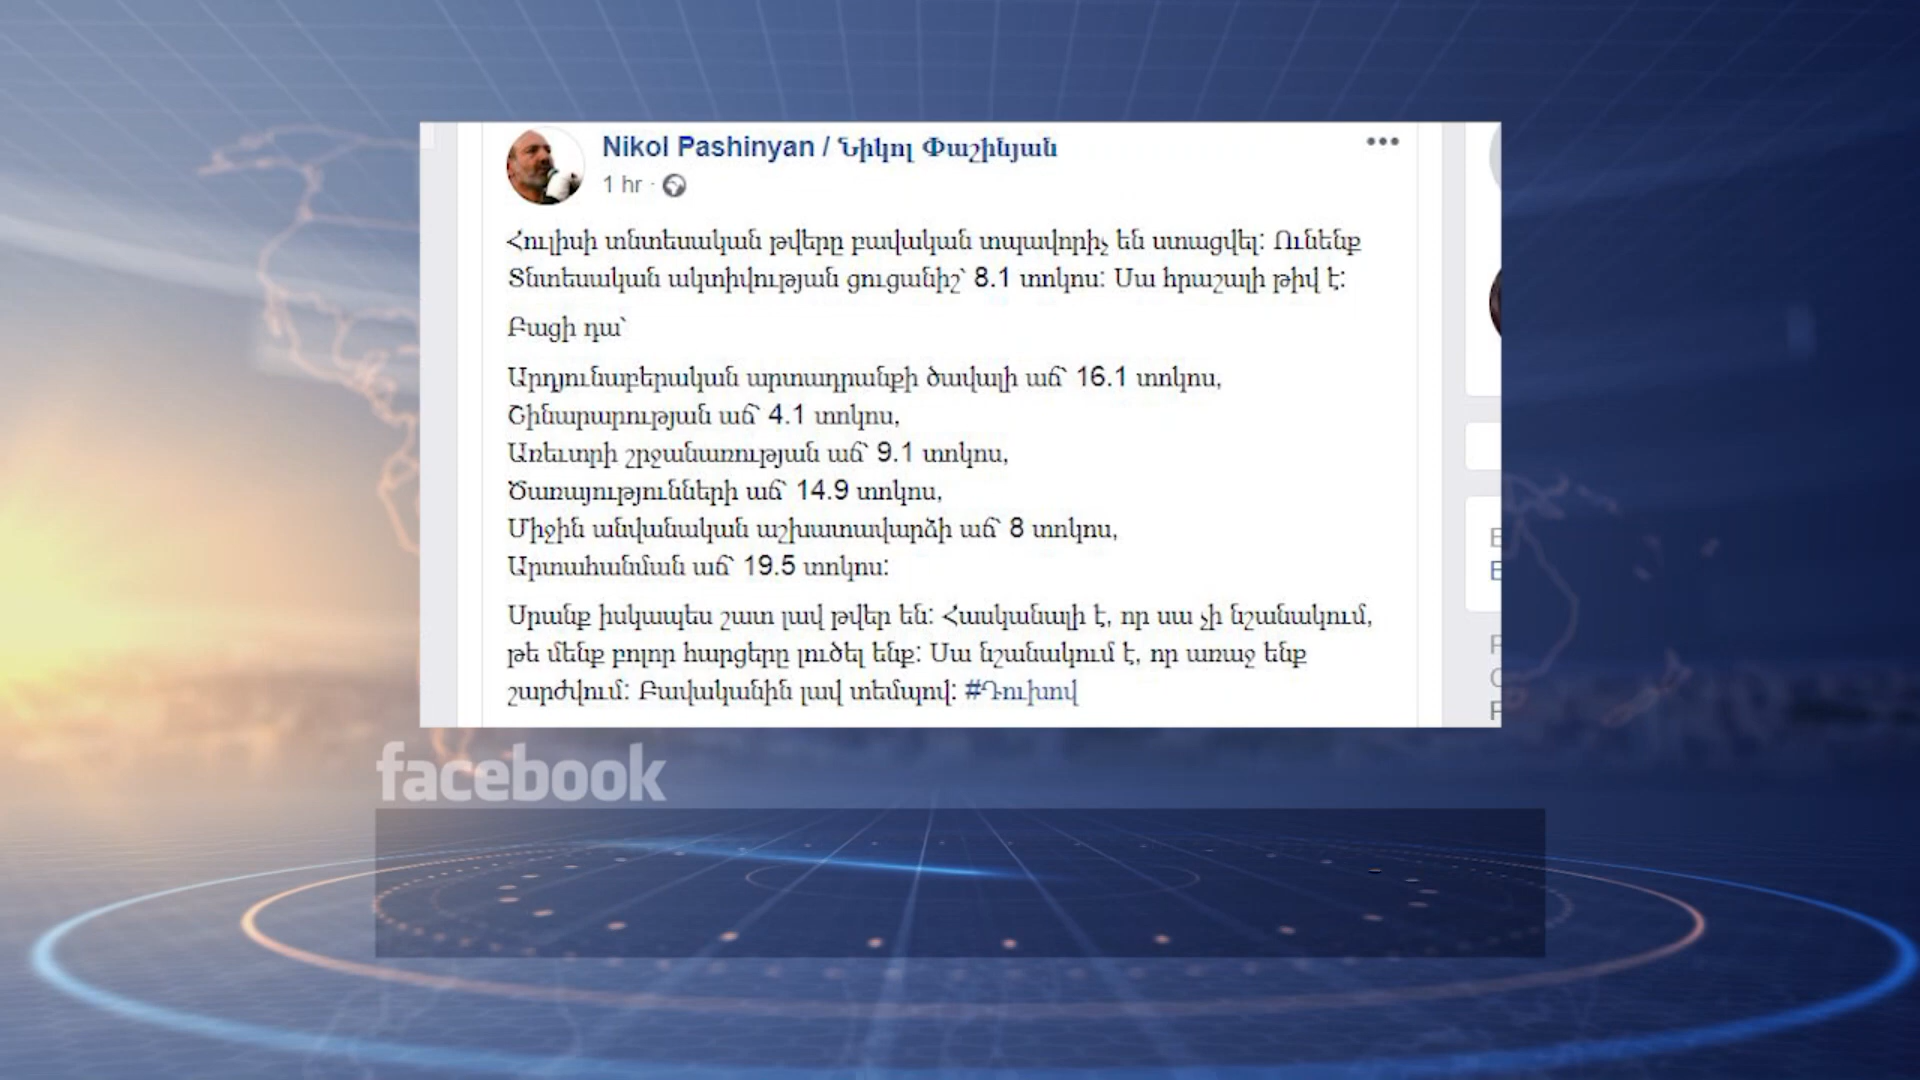 Nikol Pashinyan / Նիկոլ Փաշինյան
1 hr ·
Հուլիսի տնտեսական թվերը բավական տպավորիչ են ստացվել: Ունենք
Տնտեսական ակտիվության ցուցանիշ՝ 8.1 տոկոս: Սա հրաշալի թիվ է:
Բացի դա՝
Արդյունաբերական արտադրանքի ծավալի աճ՝ 16.1 տոկոս,
Շինարարության աճ՝ 4.1 տոկոս,
Առեւտրի շրջանառության աճ՝ 9.1 տոկոս,
Ծառայությունների աճ՝ 14.9 տոկոս,
Միջին անվանական աշխատավարձի աճ՝ 8 տոկոս,
Արտահանման աճ՝ 19.5 տոկոս:
Սրանք իսկապես շատ լավ թվեր են: Հասկանալի է, որ սա չի նշանակում,
թե մենք բոլոր հարցերը լուծել ենք: Սա նշանակում է, որ առաջ ենք
շարժվում: Բավականին լավ տեմպով: #Դուխով
facebook